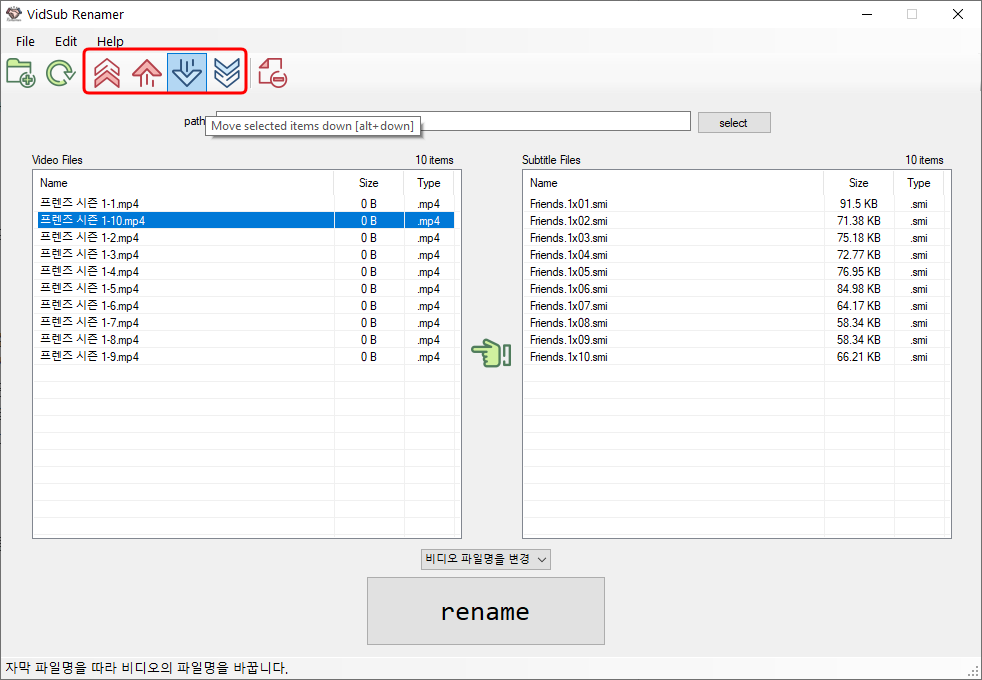 VidSub Renamer
File Edit Help
path
select
Move selected items down [alt+down]
Video Files 10 items
Name Size Type
프렌즈 시즌 1-1.mp4 0 B .mp4
프렌즈 시즌 1-10.mp4 0 B .mp4
프렌즈 시즌 1-2.mp4 0 B .mp4
프렌즈 시즌 1-3.mp4 0 B .mp4
프렌즈 시즌 1-4.mp4 0 B .mp4
프렌즈 시즌 1-5.mp4 0 B .mp4
프렌즈 시즌 1-6.mp4 0 B .mp4
프렌즈 시즌 1-7.mp4 0 B .mp4
프렌즈 시즌 1-8.mp4 0 B .mp4
프렌즈 시즌 1-9.mp4 0 B .mp4
Subtitle Files 10 items
Name Size Type
Friends.1x01.smi 91.5 KB .smi
Friends.1x02.smi 71.38 KB .smi
Friends.1x03.smi 75.18 KB .smi
Friends.1x04.smi 72.77 KB .smi
Friends.1x05.smi 76.95 KB .smi
Friends.1x06.smi 84.98 KB .smi
Friends.1x07.smi 64.17 KB .smi
Friends.1x08.smi 58.34 KB .smi
Friends.1x09.smi 58.34 KB .smi
Friends.1x10.smi 66.21 KB .smi
비디오 파일명을 변경
rename
자막 파일명을 따라 비디오의 파일명을 바꿉니다.